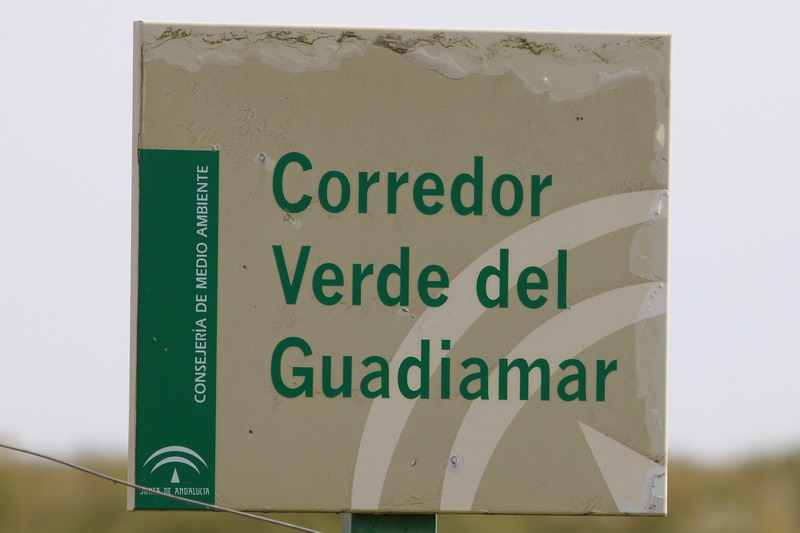 Corredor
Verde del
Guadiamar
CONSEJERÍA DE MEDIO AMBIENTE
JUNTA DE ANDALUCIA